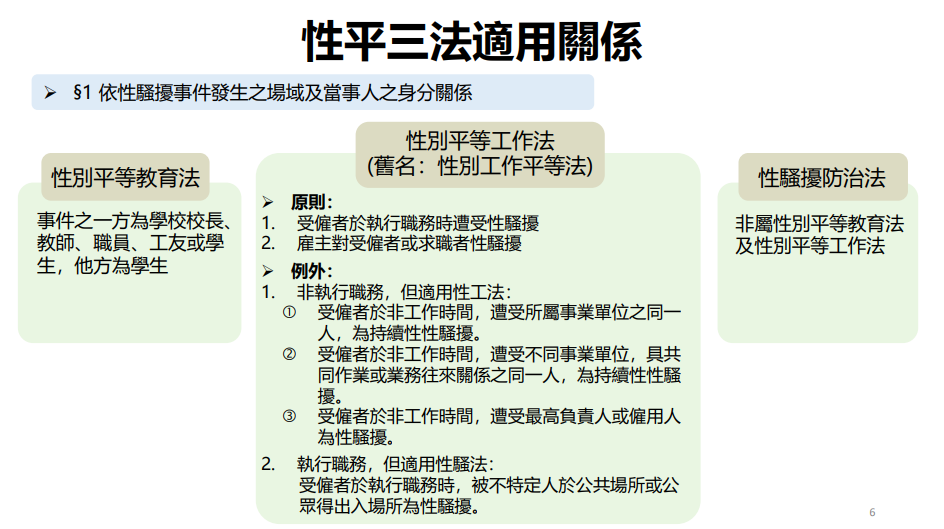 性平三法適用關係
➢ §1 依性騷擾事件發生之場域及當事人之身分關係
性別平等教育法
事件之一方為學校校長、
教師、職員、工友或學
生，他方為學生
性別平等工作法
(舊名：性別工作平等法)
➢ 原則：
1. 受僱者於執行職務時遭受性騷擾
2. 雇主對受僱者或求職者性騷擾
➢ 例外：
1. 非執行職務，但適用性工法：
① 受僱者於非工作時間，遭受所屬事業單位之同一
人，為持續性性騷擾。
② 受僱者於非工作時間，遭受不同事業單位，具共
同作業或業務往來關係之同一人，為持續性性騷
擾。
③ 受僱者於非工作時間，遭受最高負責人或僱用人
為性騷擾。
2. 執行職務，但適用性騷法：
受僱者於執行職務時，被不特定人於公共場所或公
眾得出入場所為性騷擾。
性騷擾防治法
非屬性別平等教育法
及性別平等工作法
6